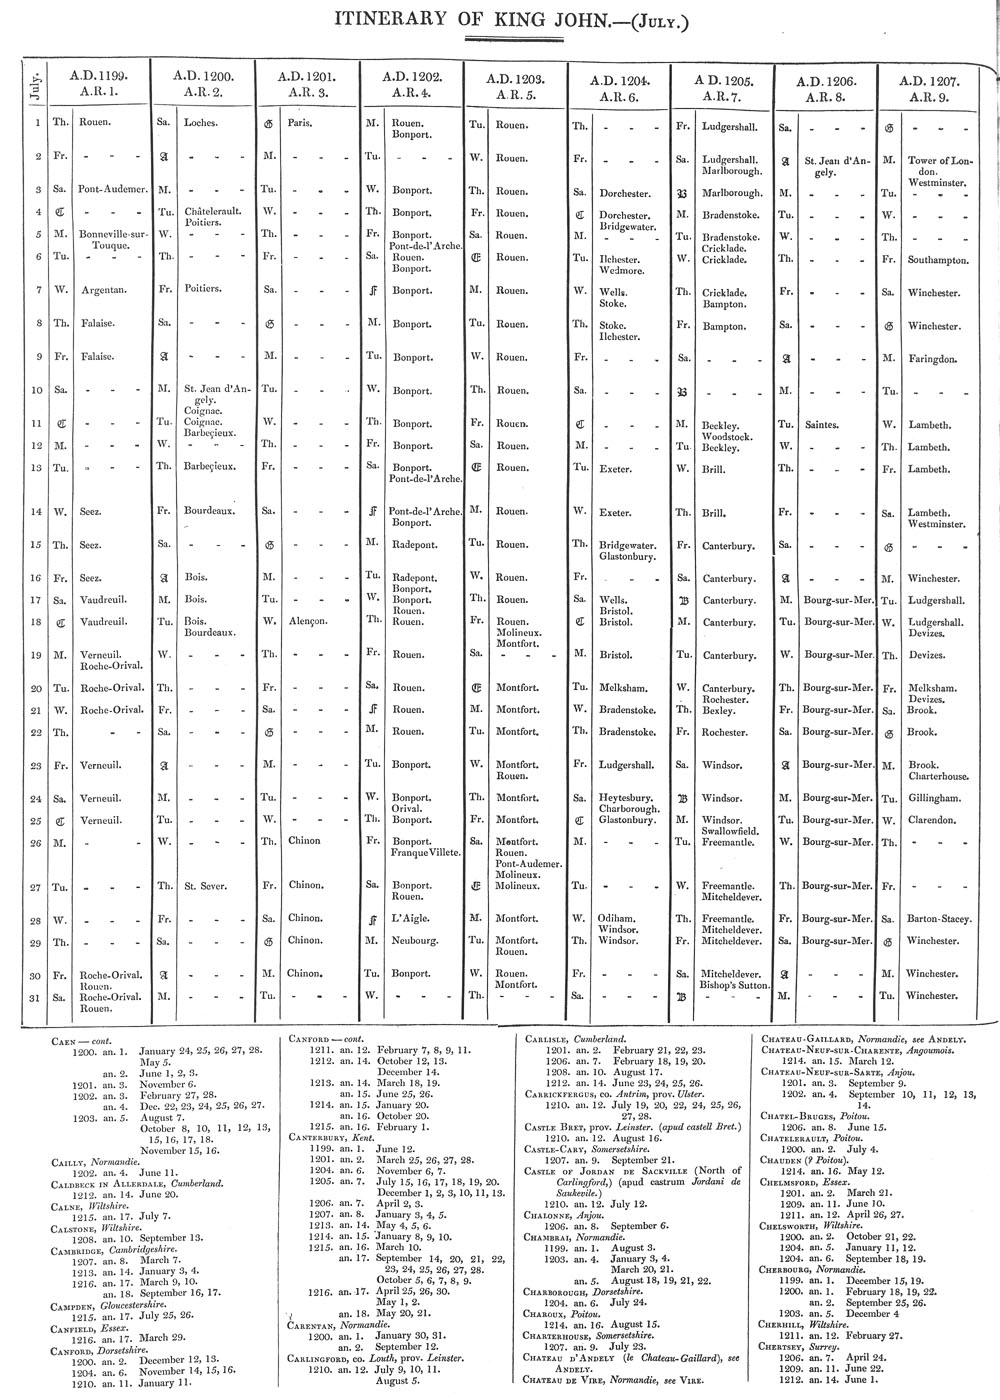 ITINERARY OF KING JOHN.—(July.)
July. A.D. 1199. A.D. 1200. A.D. 1201. A.D. 1202. A.D. 1203. A.D. 1204. A D. 1205. A.D. 1206. A.D. 1207.
A.R. 1. A.R. 2. A.R. 3. A.R. 4. A.R. 5. A.R. 6. A.R. 7. A.R. 8. A.R. 9.
1 Th. Rouen. Sa. Loches. G Paris. M. Rouen. Tu. Rouen. Th. - - - Fr. Ludgershall. Sa. - - - G - - -
Bonport.
2 Fr. - - - A - - - M. - - - Tu. - - - W. Rouen. Fr. - - - Sa. Ludgershall. A St. Jean d'An- M. Tower of Lon-
Marlborough. gely. don.
Westminster.
3 Sa. Pont-Audemer. M. - - - Tu. - - - W. Bonport. Th. Rouen. Sa. Dorchester. B Marlborough. M. - - - Tu. - - -
4 C - - - Tu. Châtelerault. W. - - - Th. Bonport. Fr. Rouen. C Dorchester. M. Bradenstoke. Tu. - - - W. - - -
Poitiers. Bridgewater.
5 M. Bonneville-sur- W. - - - Th. - - - Fr. Bonport. Sa. Rouen. M. - - - Tu. Bradenstoke. W. - - - Th. - - -
Touque. Pont-de-l'Arche. Cricklade.
6 Tu. - - - Th. - - - Fr. - - - Sa. Rouen. E Rouen. Tu. Ilchester. W. Cricklade. Th. - - - Fr. Southampton.
Bonport. Wedmore.
7 W. Argentan. Fr. Poitiers. Sa. - - - F Bonport. M. Rouen. W. Wells. Th. Cricklade. Fr. - - - Sa. Winchester.
Stoke. Bampton.
8 Th. Falaise. Sa. - - - G - - - M. Bonport. Tu. Rouen. Th. Stoke. Fr. Bampton. Sa. - - - G Winchester.
Ilchester.
9 Fr. Falaise. A - - - M. - - - Tu. Bonport. W. Rouen. Fr. - - - Sa. - - - A - - - M. Faringdon.
10 Sa. - - - M. St. Jean d'An- Tu. - - - W. Bonport. Th. Rouen. Sa. - - - B - - - M. - - - Tu. - - -
gely.
Coignac.
11 C - - - Tu. Coignac. W. - - - Th. Bonport. Fr. Rouen. C - - - M. Beckley. Tu. Saintes. W. Lambeth.
Barbeçieux. Woodstock.
12 M. - - - W. - - - Th. - - - Fr. Bonport. Sa. Rouen. M. - - - Tu. Beckley. W. - - - Th. Lambeth.
13 Tu. - - - Th. Barbeçieux. Fr. - - - Sa. Bonport. E Rouen. Tu. Exeter. W. Brill. Th. - - - Fr. Lambeth.
Pont-de-l'Arche.
14 W. Seez. Fr. Bourdeaux. Sa. - - - F Pont-de-l'Arche. M. Rouen. W. Exeter. Th. Brill. Fr. - - - Sa. Lambeth.
Bonport. Westminster.
15 Th. Seez. Sa. - - - G - - - M. Radepont. Tu. Rouen. Th. Bridgewater. Fr. Canterbury. Sa. - - - G - - -
Glastonbury.
16 Fr. Seez. A Bois. M. - - - Tu. Radepont. W. Rouen. Fr. - - - Sa. Canterbury. A - - - M. Winchester.
Bonport.
17 Sa. Vaudreuil. M. Bois. Tu. - - - W. Bonport. Th. Rouen. Sa. Wells. B Canterbury. M. Bourg-sur-Mer. Tu. Ludgershall.
Rouen. Bristol.
18 C Vaudreuil. Tu. Bois. W. Alençon. Th. Rouen. Fr. Rouen. C Bristol. M. Canterbury. Tu. Bourg-sur-Mer. W. Ludgershall.
Bourdeaux. Molineux. Devizes.
Montfort.
19 M. Verneuil. W. - - - Th. - - - Fr. Rouen. Sa. - - - M. Bristol. Tu. Canterbury. W. Bourg-sur-Mer. Th. Devizes.
Roche-Orival.
20 Tu. Roche-Orival. Th. - - - Fr. - - - Sa. Rouen. E Montfort. Tu. Melksham. W. Canterbury. Th. Bourg-sur-Mer. Fr. Melksham.
Rochester. Devizes.
21 W. Roche-Orival. Fr. - - - Sa. - - - F Rouen. M. Montfort. W. Bradenstoke. Th. Bexley. Fr. Bourg-sur-Mer. Sa. Brook.
22 Th. - - Sa. - - - G - - - M. Rouen. Tu. Montfort. Th. Bradenstoke. Fr. Rochester. Sa. Bourg-sur-Mer. G Brook.
23 Fr. Verneuil. A - - - M. - - - Tu. Bonport. W. Montfort. Fr. Ludgershall. Sa. Windsor. A Bourg-sur-Mer. M. Brook.
Rouen. Charterhouse.
24 Sa. Verneuil. M. - - - Tu. - - - W. Bonport. Th. Montfort. Sa. Heytesbury. B Windsor. M. Bourg-sur-Mer. Tu. Gillingham.
Orival. Charborough.
25 C Verneuil. Tu. - - - W. - - - Th. Bonport. Fr. Montfort. C Glastonbury. M. Windsor. Tu. Bourg-sur-Mer. W. Clarendon.
Swallowfield.
26 M. - - W. - - - Th. Chinon Fr. Bonport. Sa. Montfort. M. - - - Tu. Freemantle. W. Bourg-sur-Mer. Th. - - -
Franque Villete. Rouen.
Pont-Audemer.
Molineux.
27 Tu. - - - Th. St. Sever. Fr. Chinon. Sa. Bonport. E Molineux. Tu. - - - W. Freemantle. Th. Bourg-sur-Mer. Fr. - - -
Rouen. Mitcheldever.
28 W. - - - Fr. - - - Sa. Chinon. F L'Aigle. M. Montfort. W. Odiham. Th. Freemantle. Fr. Bourg-sur-Mer. Sa. Barton-Stacey.
Windsor. Mitcheldever.
29 Th. - - - Sa. - - - G Chinon. M. Neubourg. Tu. Montfort. Th. Windsor. Fr. Mitcheldever. Sa. Bourg-sur-Mer. G Winchester.
Rouen.
30 Fr. Roche-Orival. A - - - M. Chinon. Tu. Bonport. W. Rouen. Fr. - - - Sa. Mitcheldever. A - - - M. Winchester.
Rouen. Montfort. Bishop's Sutton.
31 Sa. Roche-Orival. M. - - - Tu. - - - W. - - - Th. - - - Sa. - - - B - - - M. - - - Tu. Winchester.
Rouen.
CAEN — cont.
1200. an. 1. January 24, 25, 26, 27, 28.
May 5.
an. 2. June 1, 2, 3.
1201. an. 3. November 6.
1202. an. 3. February 27, 28.
an. 4. Dec. 22, 23, 24, 25, 26, 27.
1203. an. 5. August 7.
October 8, 10, 11, 12, 13,
15, 16, 17, 18.
November 15, 16.
CAILLY, Normandie.
1202. an. 4. June 11.
CALDBECK IN ALLERDALE, Cumberland.
1212. an. 14. June 20.
CALNE, Wiltshire.
1215. an. 17. July 7.
CALSTONE, Wiltshire.
1208. an. 10. September 13.
CAMBRIDGE, Cambridgeshire.
1207. an. 8. March 7.
1213. an. 14. January 3, 4.
1216. an. 17. March 9, 10.
an. 18. September 16, 17.
CAMPDEN, Gloucestershire.
1215. an. 17. July 25, 26.
CANFIELD, Essex.
1216. an. 17. March 29.
CANFORD, Dorsetshire.
1200. an. 2. December 12, 13.
1204. an. 6. November 14, 15, 16.
1210. an. 11. January 11.
CANFORD — cont.
1211. an. 12. February 7, 8, 9, 11.
1212. an. 14. October 12, 13.
December 14.
1213. an. 14. March 18, 19.
an. 15. June 25, 26.
1214. an. 15. January 20.
an. 16. October 20.
1215. an. 16. February 1.
CANTERBURY, Kent.
1199. an. 1. June 12.
1201. an. 2. March 25, 26, 27, 28.
1204. an. 6. November 6, 7.
1205. an. 7. July 15, 16, 17, 18, 19, 20.
December 1, 2, 3, 10, 11, 13.
1206. an. 7. April 2, 3.
1207. an. 8. January 3, 4, 5.
1213. an. 14. May 4, 5, 6.
1214. an. 15. January 8, 9, 10.
1215. an. 16. March 10.
an. 17. September 14, 20, 21, 22,
23, 24, 25, 26, 27, 28.
October 5, 6, 7, 8, 9.
1216. an. 17. April 25, 26, 30.
May 1, 2.
an. 18. May 20, 21.
CARENTAN, Normandie.
1200. an. 1. January 30, 31.
an. 2. September 12.
CARLINGFORD, co. Louth, prov. Leinster.
1210. an. 12. July 9, 10, 11.
August 5.
CARLISLE, Cumberland.
1201. an. 2. February 21, 22, 23.
1206. an. 7. February 18, 19, 20.
1208. an. 10. August 17.
1212. an. 14. June 23, 24, 25, 26.
CARRICKFERGUS, co. Antrim, prov. Ulster.
1210. an. 12. July 19, 20, 22, 24, 25, 26,
27, 28.
CASTLE BRET, prov. Leinster. (apud castell Bret.)
1210. an. 12. August 16.
CASTLE-CARY, Somersetshire.
1207. an. 9. September 21.
CASTLE OF JORDAN DE SACKVILLE (North of
Carlingford,) (apud castrum Jordani de
Saukevile.)
1210. an. 12. July 12.
CHALONNE, Anjou.
1206. an. 8. September 6.
CHAMBRAI, Normandie.
1199. an. 1. August 3.
1203. an. 4. January 3, 4.
March 20, 21.
an. 5. August 18, 19, 21, 22.
CHARBOROUGH, Dorsetshire.
1204. an. 6. July 24.
CHAROUX, Poitou.
1214. an. 16. August 15.
CHARTERHOUSE, Somersetshire.
1207. an. 9. July 23.
CHATEAU D'ANDELY (le Chateau-Gaillard), see
ANDELY.
CHATEAU DE VIRE, Normandie, see VIRE.
CHATEAU-GAILLARD, Normandie, see ANDELY.
CHATEAU-NEUF-SUR-CHARENTE, Angoumois.
1214. an. 15. March 12.
CHATEAU-NEUF-SUR-SARTE, Anjou.
1201. an. 3. September 9.
1202. an. 4. September 10, 11, 12, 13,
14.
CHATEL-BRUGES, Poitou.
1206. an. 8. June 15.
CHATELERAULT, Poitou.
1200. an. 2. July 4.
CHAUDEN (? Poitou).
1214. an. 16. May 12.
CHELMSFORD, Essex.
1201. an. 2. March 21.
1209. an. 11. June 10.
1211. an. 12. April 26, 27.
CHELSWORTH, Wiltshire.
1200. an. 2. October 21, 22.
1204. an. 5. January 11, 12.
1204. an. 6. September 18, 19.
CHERBOURG, Normandie.
1199. an. 1. December 15, 19.
1200. an. 1. February 18, 19, 22.
an. 2. September 25, 26.
1203. an. 5. December 4
CHERHILL, Wiltshire.
1211. an. 12. February 27.
CHERTSEY, Surrey.
1206. an. 7. April 24.
1209. an. 11. June 22.
1212. an. 14. June 1.